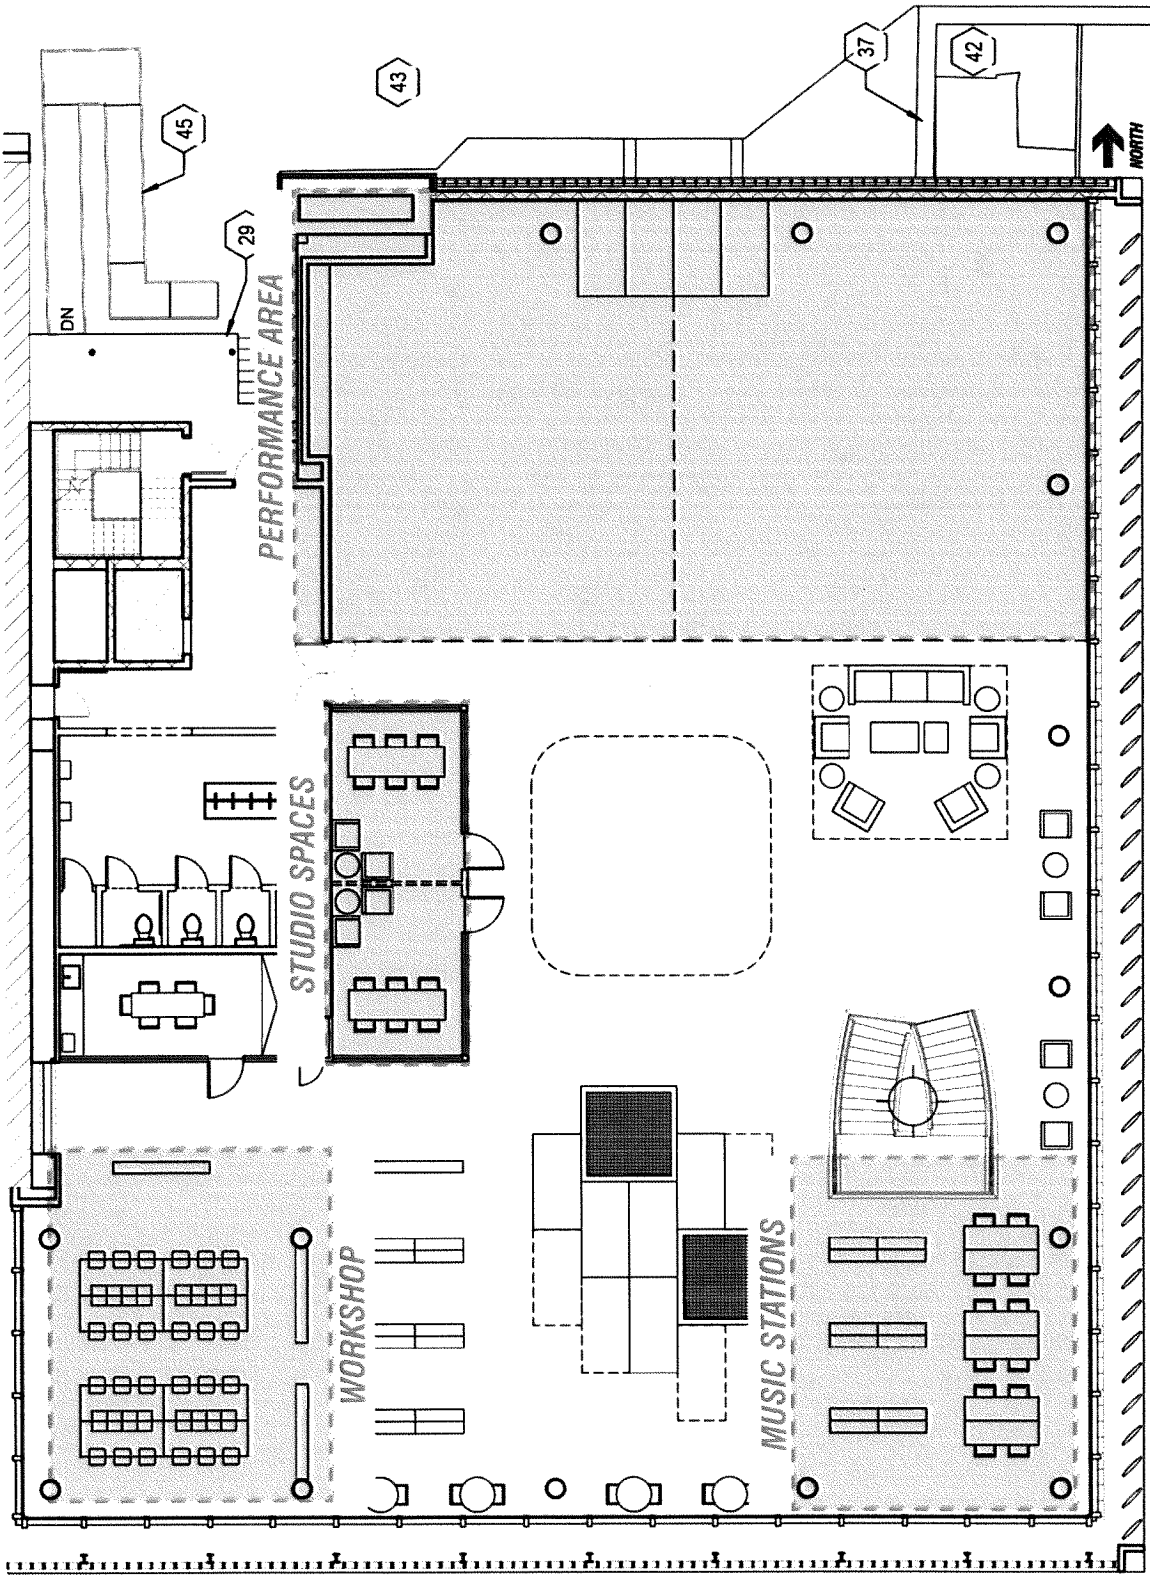 43
37
42
45
NORTH
29
DN
PERFORMANCE AREA
STUDIO SPACES
WORKSHOP
MUSIC STATIONS